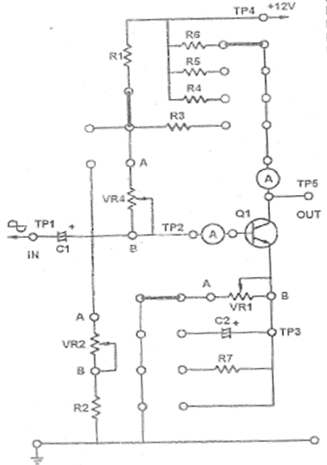 TP4 +12V
R6
R1
R5
R4
R3
A
A
VR4
TP5
Q1
OUT
TP1 +
TP2 A
B
C1
IN
A
B
VR1
A
C2 +
TP3
VR2
B
R7
R2